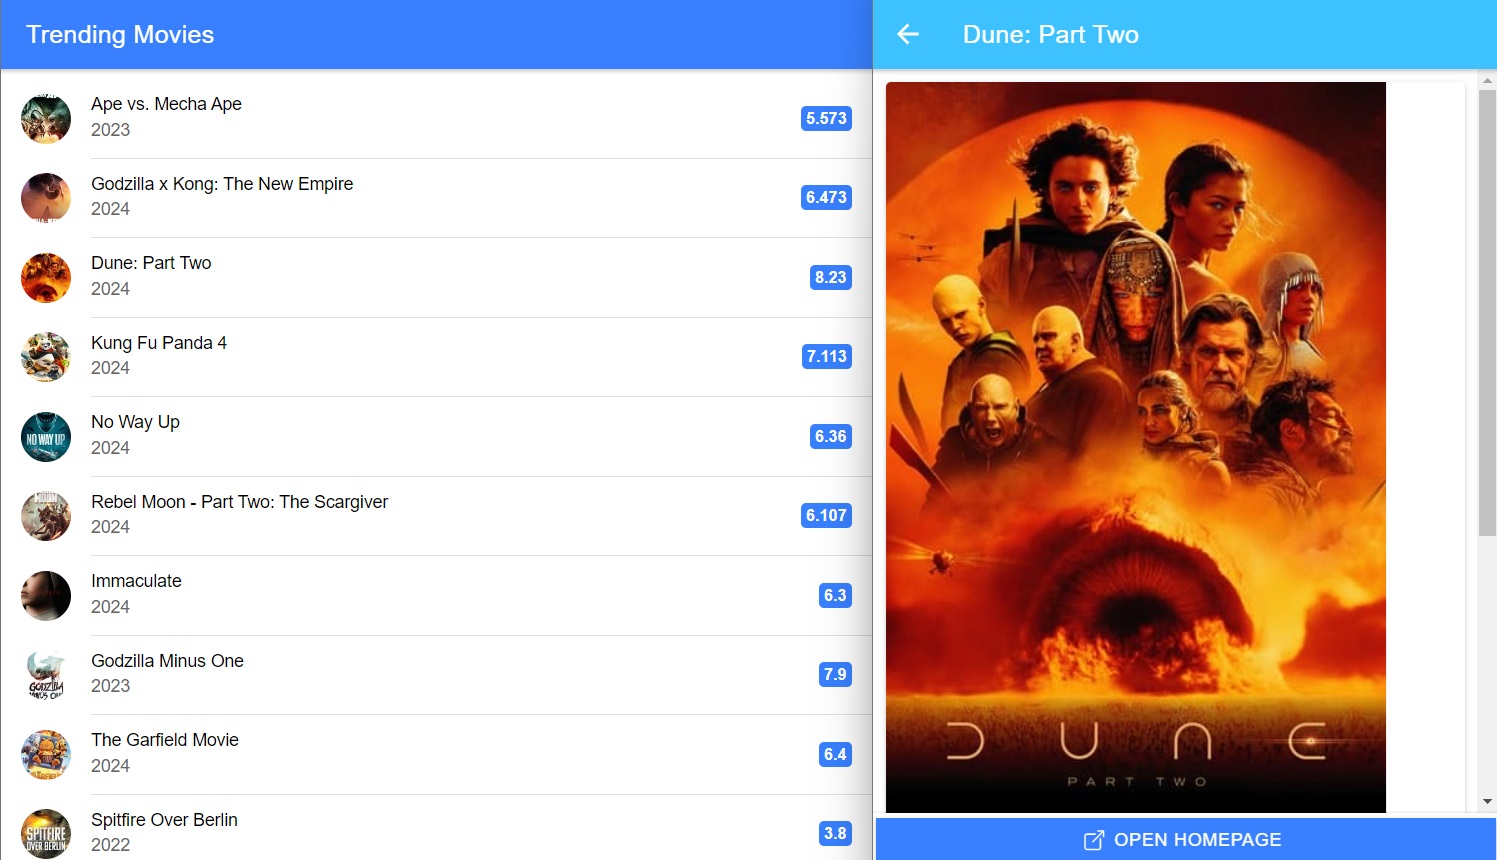 Trending Movies
Ape vs. Mecha Ape
2023
5.573
Godzilla x Kong: The New Empire
2024
6.473
Dune: Part Two
2024
8.23
Kung Fu Panda 4
2024
7.113
NO WAY UP
No Way Up
2024
6.36
MOON
Rebel Moon - Part Two: The Scargiver
2024
6.107
Immaculate
2024
6.3
GODZILLA
MINUS ONE
Godzilla Minus One
2023
7.9
The Garfield Movie
2024
6.4
SPITFIRE
OVER BERLIN
Spitfire Over Berlin
2022
3.8
Dune: Part Two
DUNE
PART TWO
OPEN HOMEPAGE